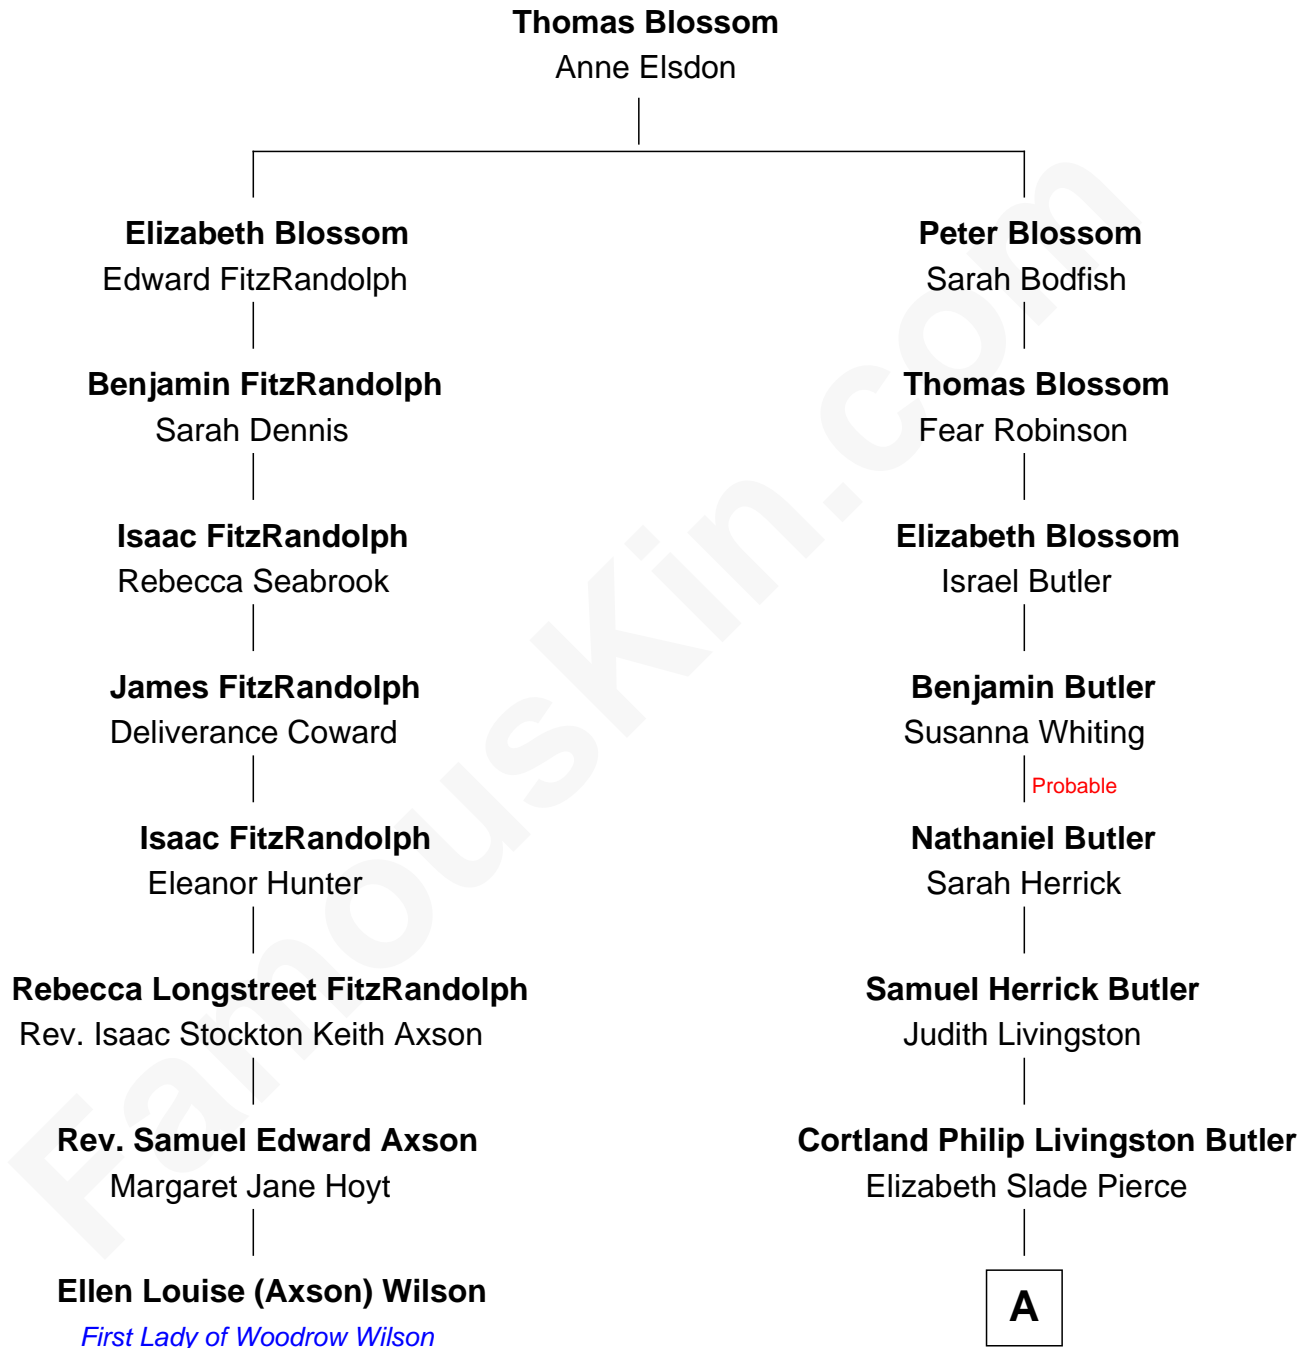 Thomas Blossom
Anne Elsdon
Elizabeth Blossom
Edward FitzRandolph
Peter Blossom
Sarah Bodfish
Benjamin FitzRandolph
Sarah Dennis
Thomas Blossom
Fear Robinson
Isaac FitzRandolph
Rebecca Seabrook
Elizabeth Blossom
Israel Butler
James FitzRandolph
Deliverance Coward
Benjamin Butler
Susanna Whiting
Probable
Isaac FitzRandolph
Eleanor Hunter
Nathaniel Butler
Sarah Herrick
Rebecca Longstreet FitzRandolph
Rev. Isaac Stockton Keith Axson
Samuel Herrick Butler
Judith Livingston
Rev. Samuel Edward Axson
Margaret Jane Hoyt
Cortland Philip Livingston Butler
Elizabeth Slade Pierce
Ellen Louise (Axson) Wilson
First Lady of Woodrow Wilson
A
FamousKin.com